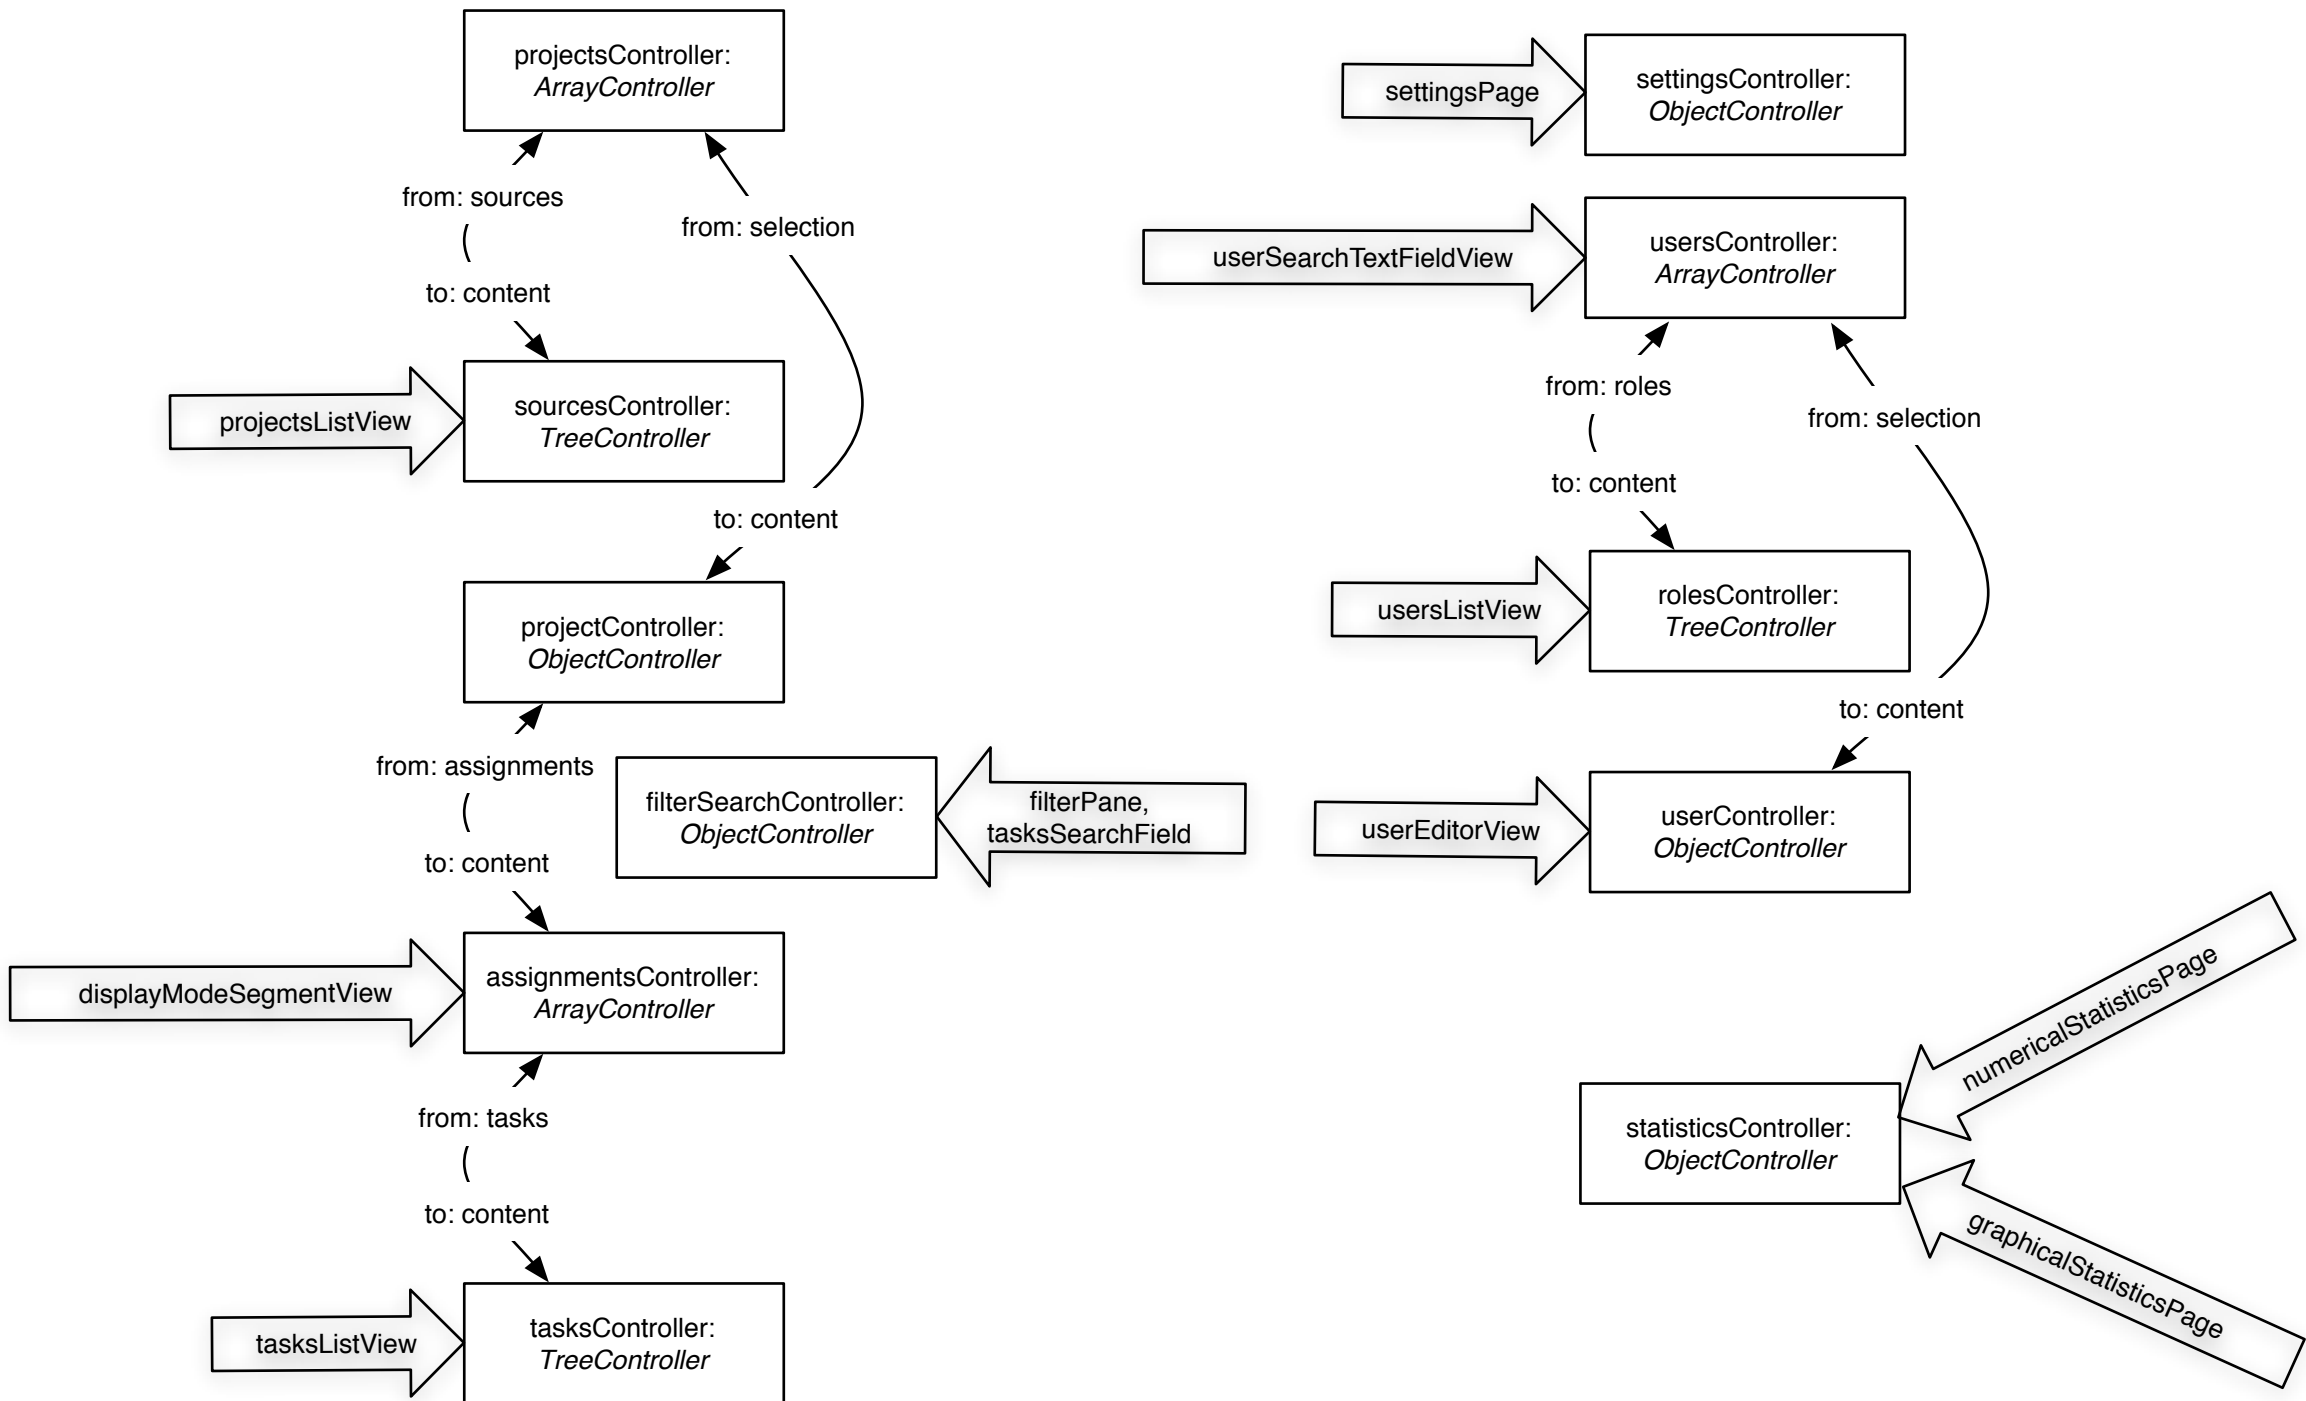 projectsController:
ArrayController
from: sources
from: selection
to: content
projectsListView
sourcesController:
TreeController
to: content
projectController:
ObjectController
from: assignments
filterSearchController:
ObjectController
filterPane,
tasksSearchField
to: content
displayModeSegmentView
assignmentsController:
ArrayController
from: tasks
to: content
tasksListView
tasksController:
TreeController
settingsPage
settingsController:
ObjectController
userSearchTextFieldView
usersController:
ArrayController
from: roles
from: selection
to: content
usersListView
rolesController:
TreeController
to: content
userEditorView
userController:
ObjectController
numericalStatisticsPage
statisticsController:
ObjectController
graphicalStatisticsPage